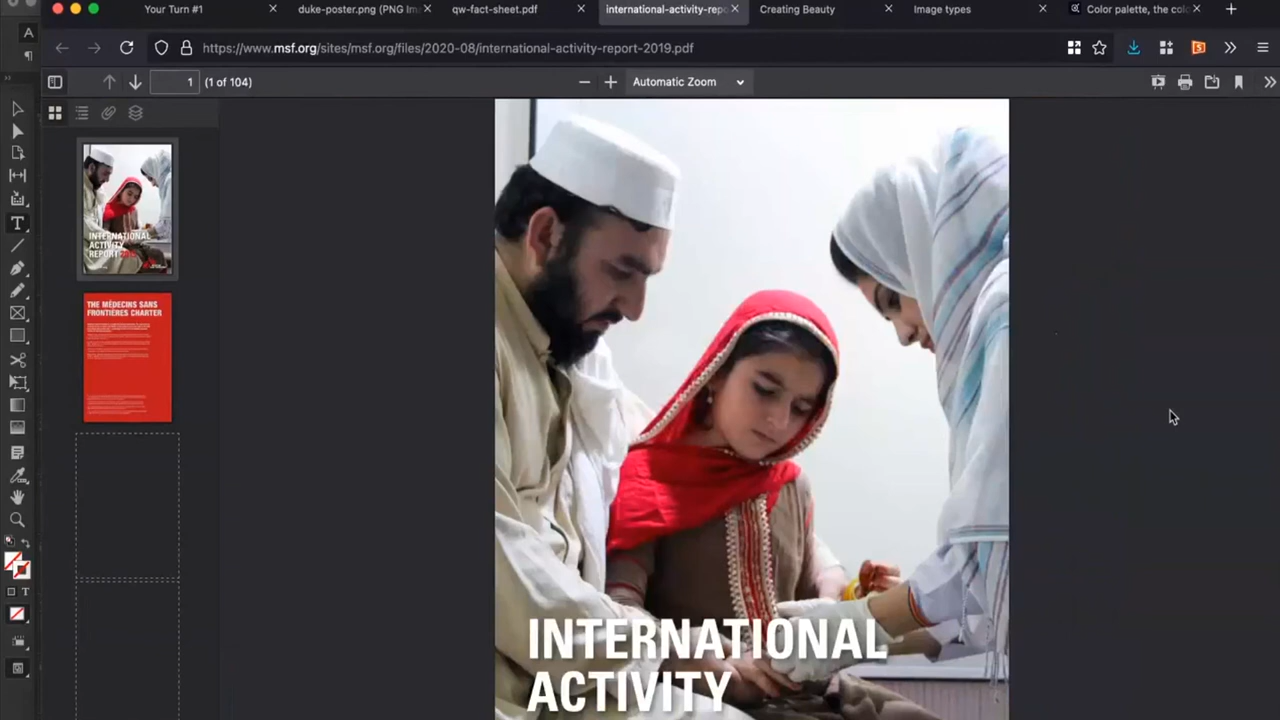 Your Turn #1
duke-poster.png (PNG Im
qw-fact-sheet.pdf
international-activity-repo
Creating Beauty
Image types
Color palette, the colo
https://www.msf.org/sites/msf.org/files/2020-08/international-activity-report-2019.pdf
1 (1 of 104)
Automatic Zoom
INTERNATIONAL
ACTIVITY
REPORT
THE MÉDECINS SANS
FRONTIÈRES CHARTER
INTERNATIONAL
ACTIVITY